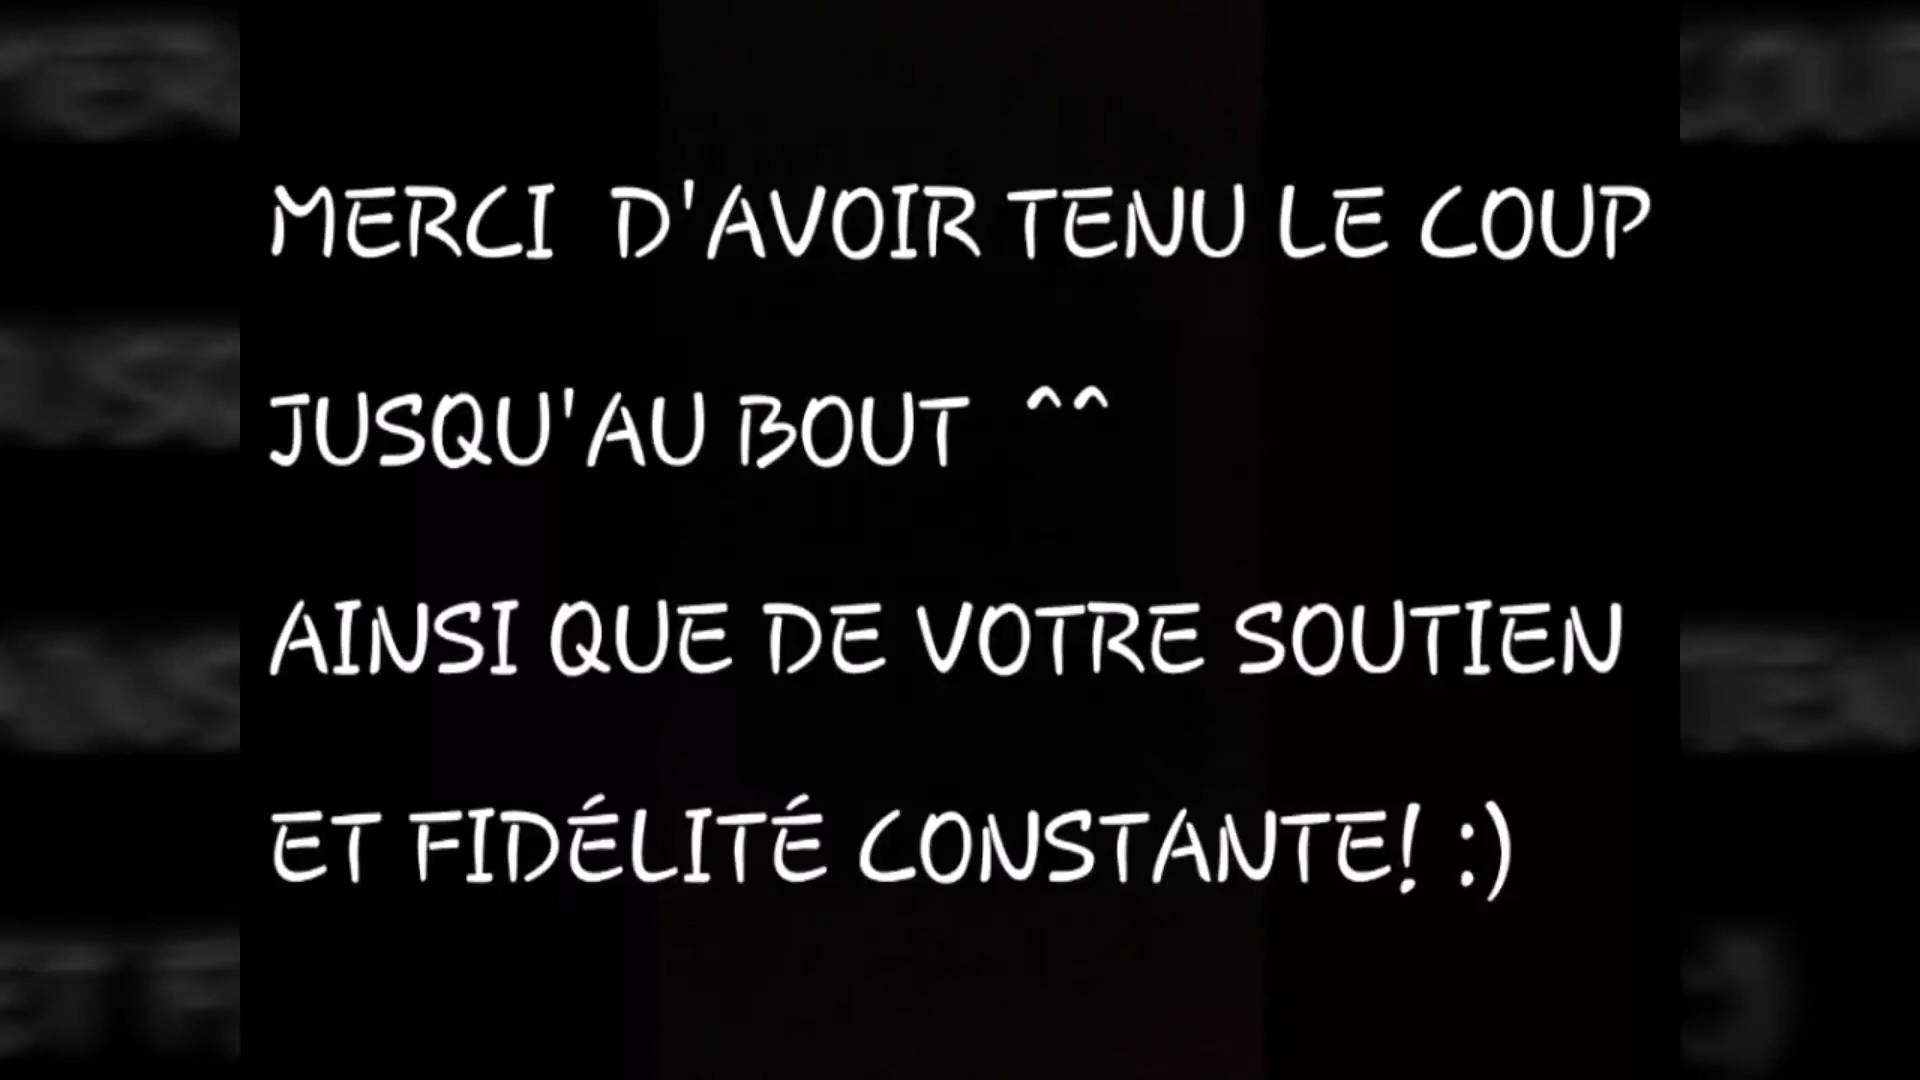 MERCI  D'AVOIR TENU LE COUP
JUSQU'AU BOUT  ^^
AINSI QUE DE VOTRE SOUTIEN
ET FIDÉLITÉ CONSTANTE! :)